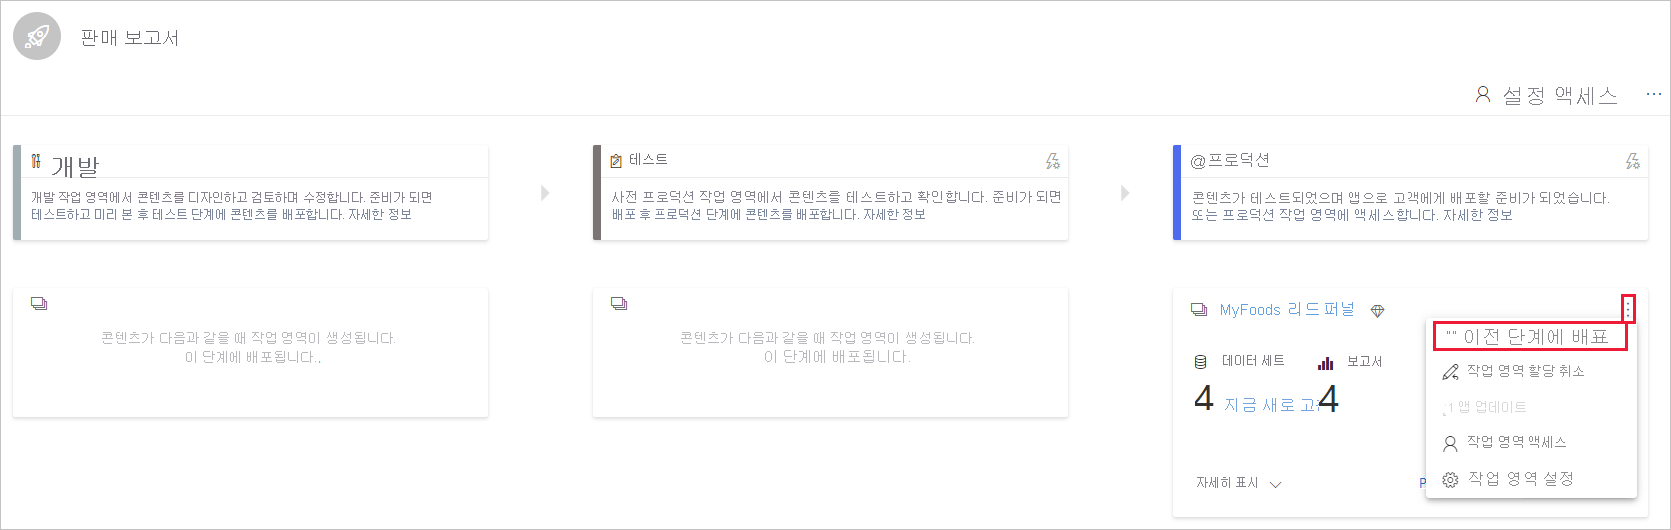 판매 보고서
설정 액세스
개발
개발 작업 영역에서 콘텐츠를 디자인하고 검토하며 수정합니다. 준비가 되면
테스트하고 미리 본 후 테스트 단계에 콘텐츠를 배포합니다. 자세한 정보
테스트
사전 프로덕션 작업 영역에서 콘텐츠를 테스트하고 확인합니다. 준비가 되면
배포 후 프로덕션 단계에 콘텐츠를 배포합니다. 자세한 정보
@프로덕션
콘텐츠가 테스트되었으며 앱으로 고객에게 배포할 준비가 되었습니다.
또는 프로덕션 작업 영역에 액세스합니다. 자세한 정보
콘텐츠가 다음과 같을 때 작업 영역이 생성됩니다.
이 단계에 배포됩니다..
콘텐츠가 다음과 같을 때 작업 영역이 생성됩니다.
이 단계에 배포됩니다.
MyFoods 리드 퍼널
데이터 세트
4 지금 새로 고
보고서
4
자세히 표시
P
"" 이전 단계에 배포
작업 영역 할당 취소
1 앱 업데이트
작업 영역 액세스
작업 영역 설정